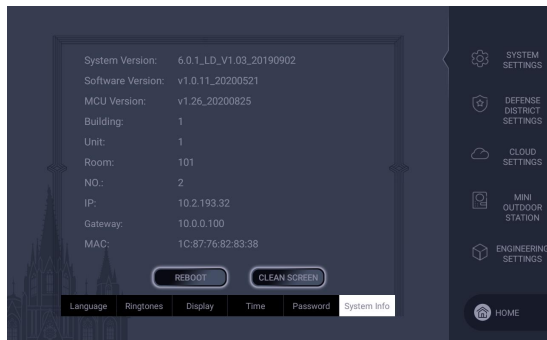 System Version: 6.0.1_LD_V1.03_20190902
Software Version: v1.0.11_20200521
MCU Version: v1.26_20200825
Building: 1
Unit: 1
Room: 101
NO.: 2
IP: 10.2.193.32
Gateway: 10.0.0.100
MAC: 1C:87:76:82:83:38
REBOOT CLEAN SCREEN
Language Ringtones Display Time Password System Info
SYSTEM
SETTINGS
DEFENSE
DISTRICT
SETTINGS
CLOUD
SETTINGS
MINI
OUTDOOR
STATION
ENGINEERING
SETTINGS
HOME